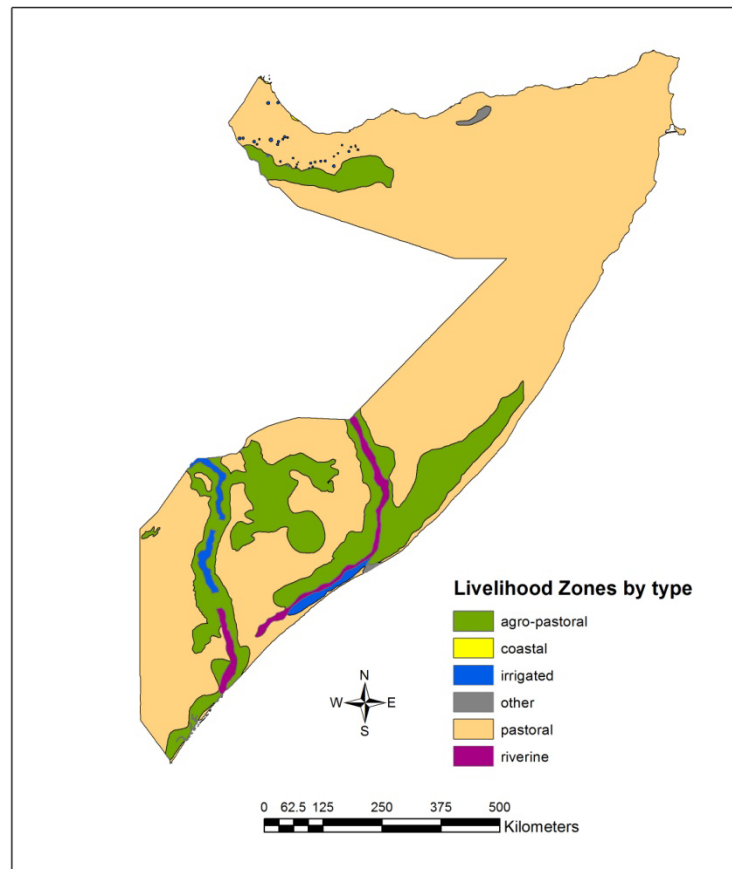 Livelihood Zones by type
agro-pastoral
coastal
irrigated
other
pastoral
riverine
N
W E
S
0 62.5 125 250 375 500
Kilometers